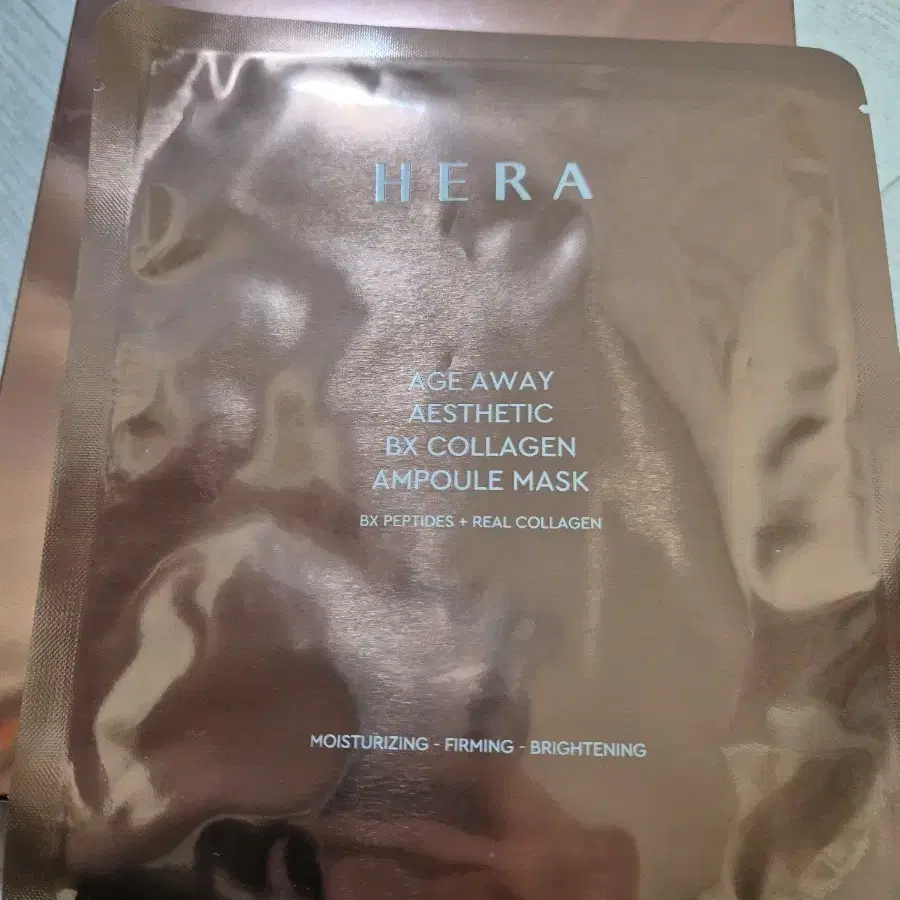 HERA
AGE AWAY
AESTHETIC
BX COLLAGEN
AMPOULE MASK
BX PEPTIDES + REAL COLLAGEN
MOISTURIZING - FIRMING - BRIGHTENING